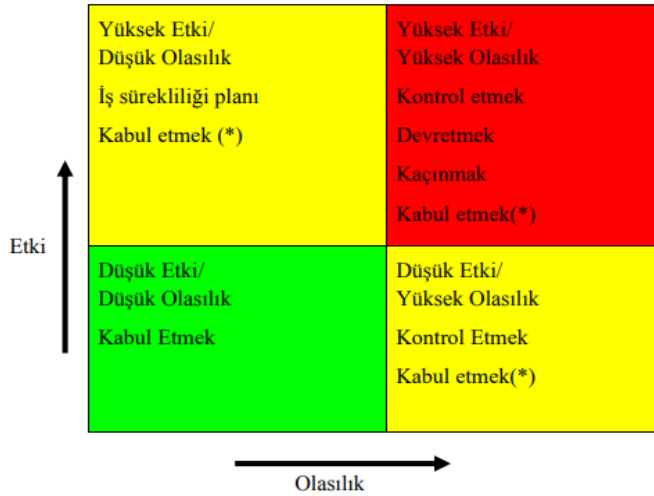 Yüksek Etki/
Düşük Olasılık
İş sürekliliği planı
Kabul etmek (*)
Yüksek Etki/
Yüksek Olasılık
Kontrol etmek
Devretmek
Kaçınmak
Kabul etmek(*)
Etki
Düşük Etki/
Düşük Olasılık
Kabul Etmek
Düşük Etki/
Yüksek Olasılık
Kontrol Etmek
Kabul etmek(*)
Olasılık